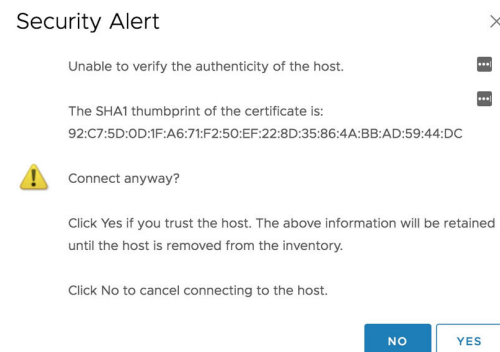 Security Alert
Unable to verify the authenticity of the host.
The SHA1 thumbprint of the certificate is:
92:C7:5D:0D:1F:A6:71:F2:50:EF:22:8D:35:86:4A:BB:AD:59:44:DC
Connect anyway?
Click Yes if you trust the host. The above information will be retained
until the host is removed from the inventory.
Click No to cancel connecting to the host.
NO
YES